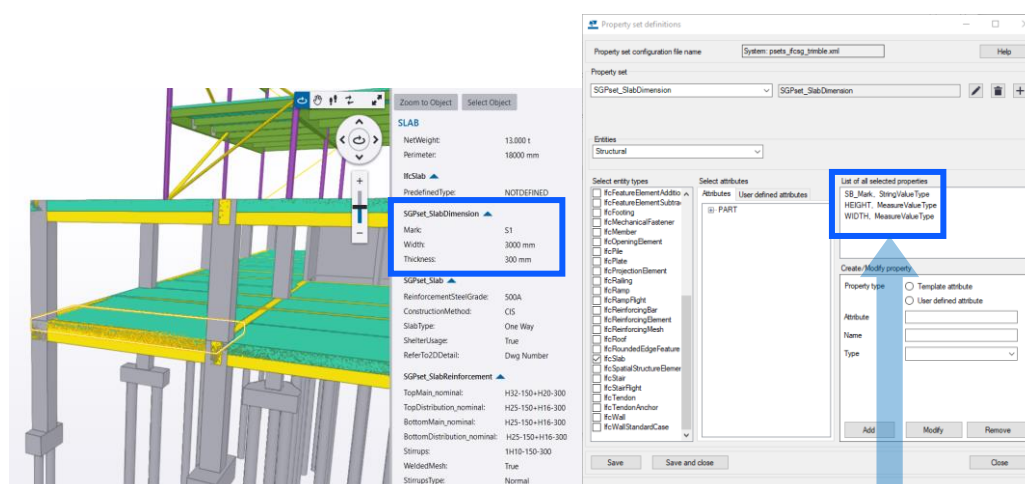 Property set definitions
Property set configuration file name
System: psets_ifcsg_trimble.xml
Help
Property set
SGPset_SlabDimension
SGPset_SlabDimension
Entities
Structural
Select entity types
IfcFeatureElementAdditio
IfcFeatureElementSubtrac
IfcFooting
IfcMechanicalFastener
IfcMember
IfcOpeningElement
IfcPile
IfcPlate
IfcProjectionElement
IfcRailing
IfcRamp
IfcRampFlight
IfcReinforcingBar
IfcReinforcingElement
IfcReinforcingMesh
IfcRoof
IfcRoundedEdgeFeature
IfcSlab
IfcSpatialStructureElemer
IfcStair
IfcStairFlight
IfcTendon
IfcTendonAnchor
IfcWall
IfcWallStandardCase
Select attributes
Attributes User defined attributes
PART
List of all selected properties
SB_Mark, StringValueType
HEIGHT, MeasureValueType
WIDTH, MeasureValueType
Create/Modify property
Property type
Template attribute
User defined attribute
Attribute
Name
Type
Add Modify Remove
Save Save and close Close
Zoom to Object Select Object
SLAB
NetWeight: 13.000 t
Perimeter: 18000 mm
IfcSlab
PredefinedType: NOTDEFINED
SGPset_SlabDimension
Mark: S1
Width: 3000 mm
Thickness: 300 mm
SGPset_Slab
ReinforcementSteelGrade: 500A
ConstructionMethod: CIS
SlabType: One Way
ShelterUsage: True
ReferTo2DDetail: Dwg Number
SGPset_SlabReinforcement
TopMain_nominal: H32-150+H20-300
TopDistribution_nominal: H25-150+H16-300
BottomMain_nominal: H25-150+H16-300
BottomDistribution_nominal: H25-150+H16-300
Stirrups: 1H10-150-300
WeldedMesh: True
StirrupsType: Normal